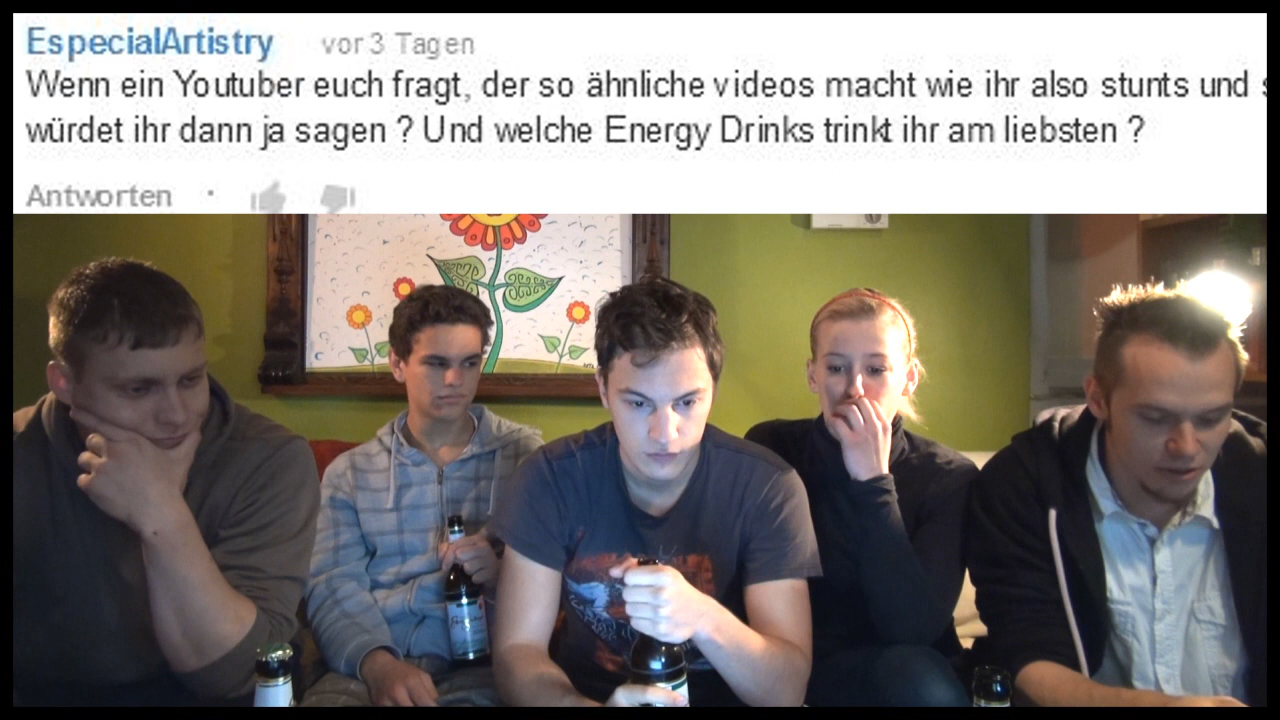 EspecialArtistry vor 3 Tagen
Wenn ein Youtuber euch fragt, der so ähnliche videos macht wie ihr also stunts und
würdet ihr dann ja sagen ? Und welche Energy Drinks trinkt ihr am liebsten ?
Antworten ·